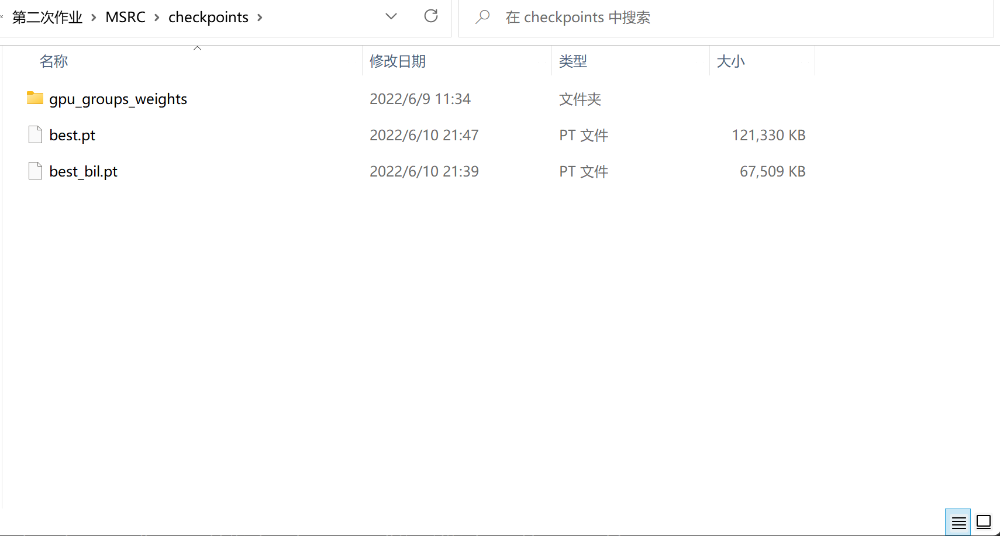 « 第二次作业 › MSRC › checkpoints ›
在 checkpoints 中搜索
名称 修改日期 类型 大小
gpu_groups_weights 2022/6/9 11:34 文件夹
best.pt 2022/6/10 21:47 PT 文件 121,330 KB
best_bil.pt 2022/6/10 21:39 PT 文件 67,509 KB